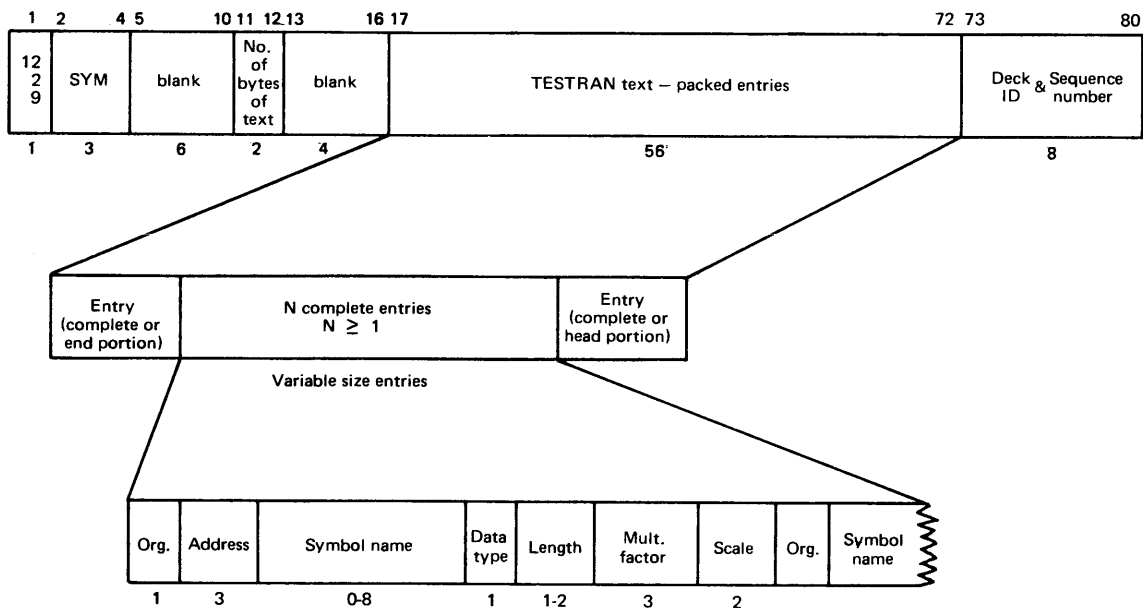 1 2 4 5 10 11 12 13 16 17 72 73 80
12
2
9
SYM
blank
No.
of
bytes
of
text
blank
TESTRAN text — packed entries
Deck & Sequence
ID number
1 3 6 2 4 56 8
Entry
(complete or
end portion)
N complete entries
N ≥ 1
Entry
(complete or
head portion)
Variable size entries
Org.
Address
Symbol name
Data
type
Length
Mult.
factor
Scale
Org.
Symbol
name
1 3 0-8 1 1-2 3 2